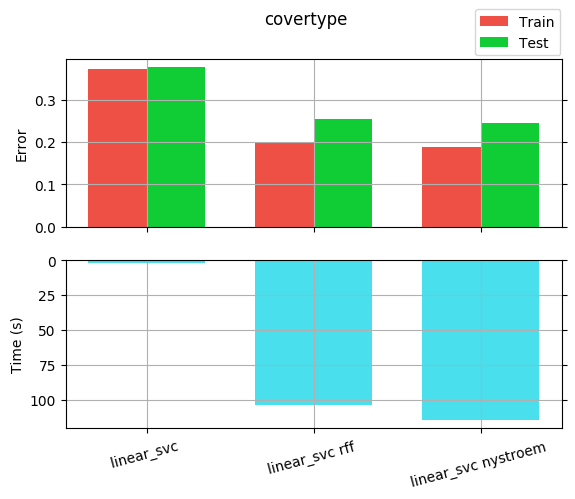 covertype
Train
Test
Error
0.3
0.2
0.1
0.0
Time (s)
0
25
50
75
100
linear_svc
linear_svc rff
linear_svc nystroem